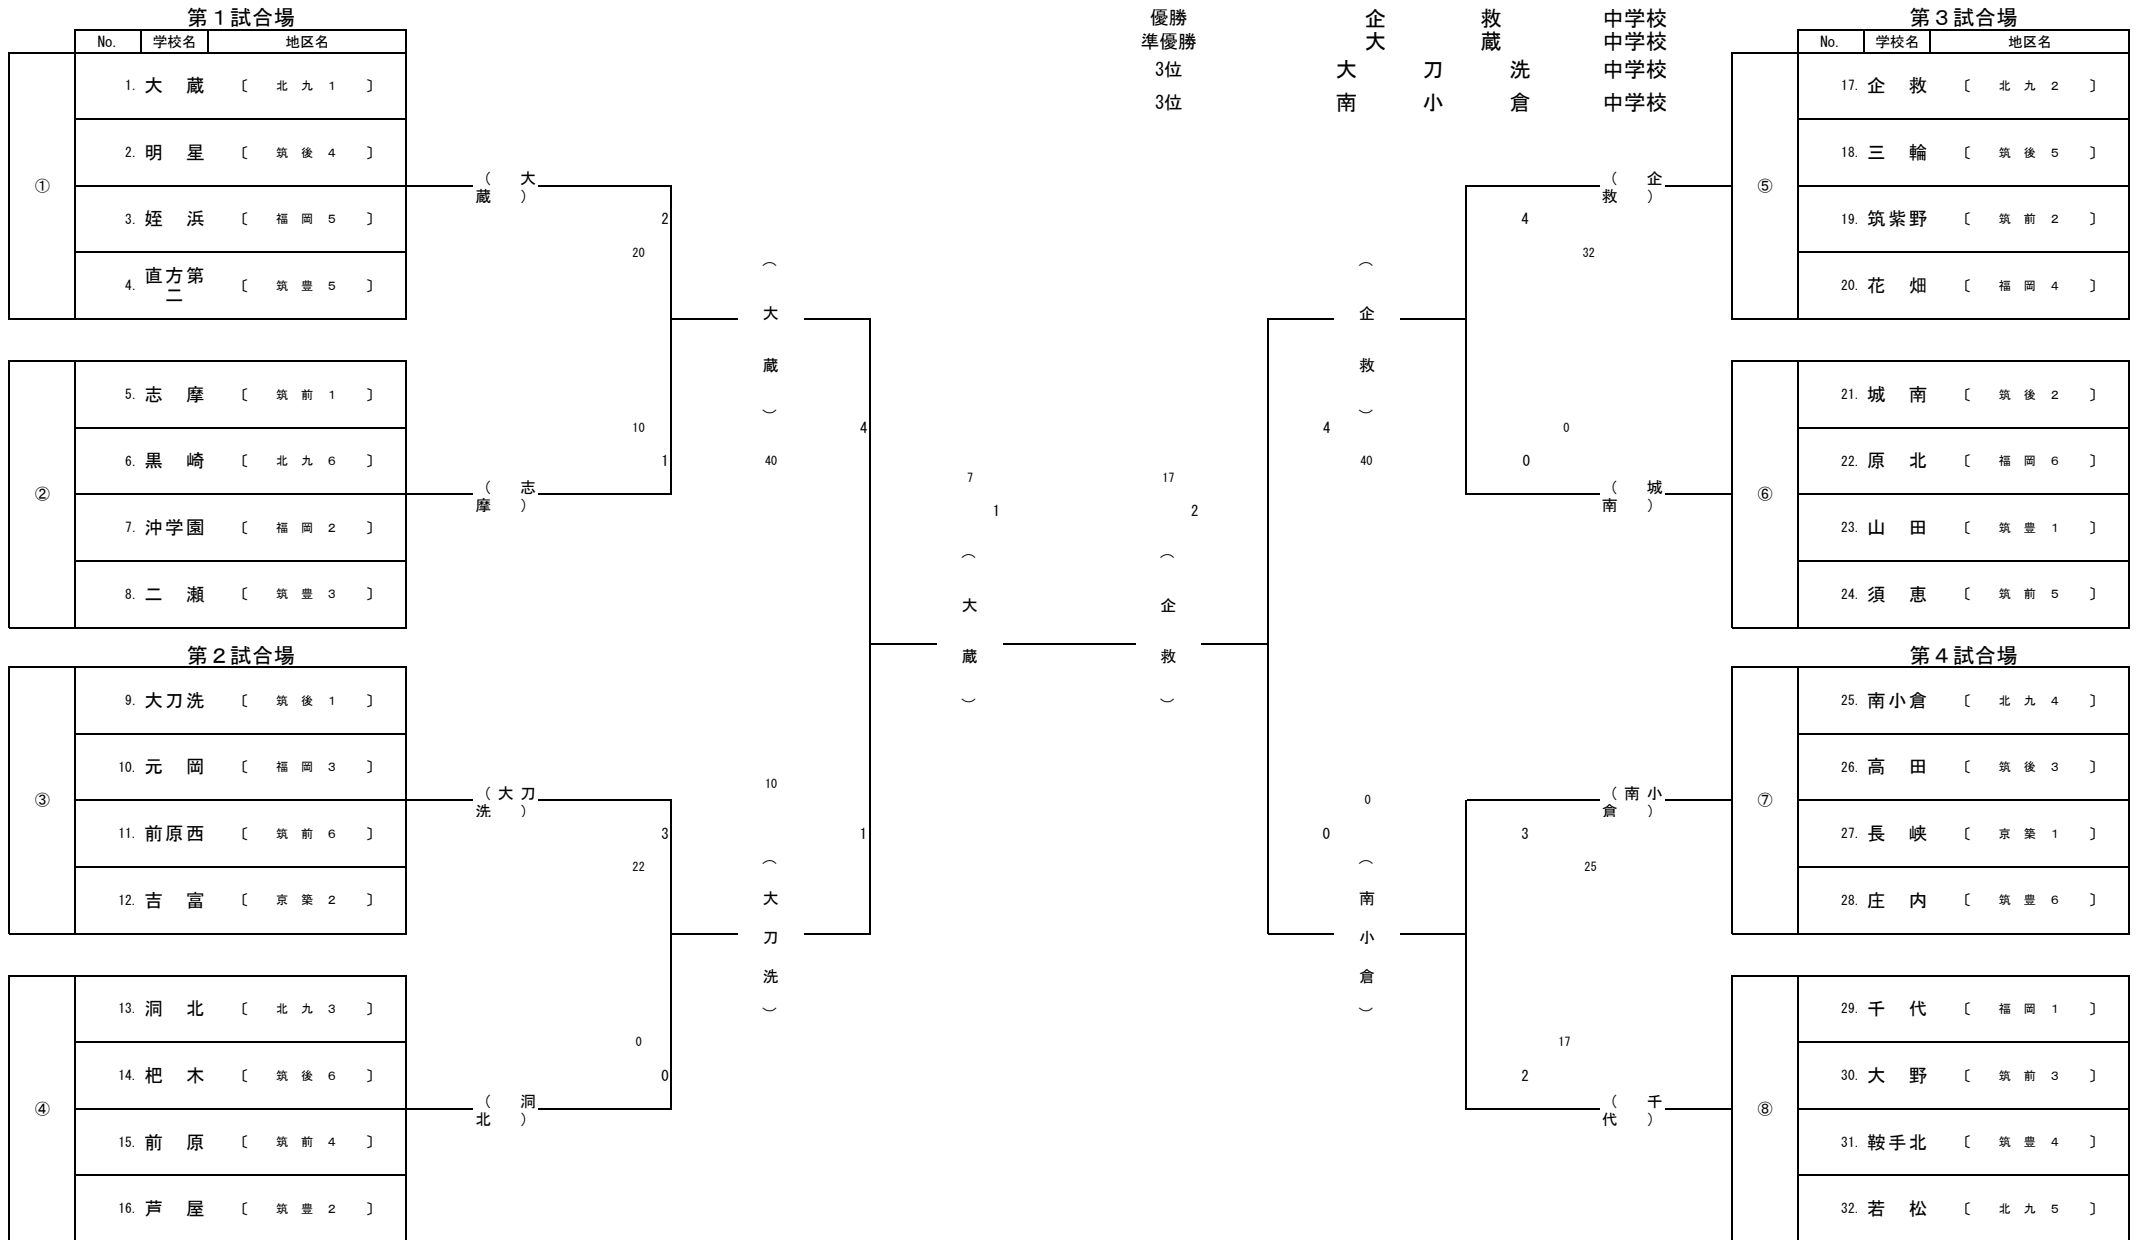 第１試合場
No. 学校名 地区名
①
1. 大 蔵 〔 北 九 1 〕
2. 明 星 〔 筑 後 4 〕
3. 姪 浜 〔 福 岡 5 〕
4. 直方第二 〔 筑 豊 5 〕
②
5. 志 摩 〔 筑 前 1 〕
6. 黒 崎 〔 北 九 6 〕
7. 沖学園 〔 福 岡 2 〕
8. 二 瀬 〔 筑 豊 3 〕
第２試合場
③
9. 大刀洗 〔 筑 後 1 〕
10. 元 岡 〔 福 岡 3 〕
11. 前原西 〔 筑 前 6 〕
12. 吉 富 〔 京 築 2 〕
④
13. 洞 北 〔 北 九 3 〕
14. 杷 木 〔 筑 後 6 〕
15. 前 原 〔 筑 前 4 〕
16. 芦 屋 〔 筑 豊 2 〕
（ 大
蔵 ）
2
20
10
1
（ 志
摩 ）
（ 大 刀
洗 ）
3
22
0
0
（ 洞
北 ）
（ 大 蔵 ）
40
4
10
1
（ 大 刀 洗 ）
7
1
（ 大 蔵 ）
優勝 企 救 中学校
準優勝 大 蔵 中学校
3位 大 刀 洗 中学校
3位 南 小 倉 中学校
17
2
（ 企 救 ）
（ 企 救 ）
4
40
0
0
（ 南 小 倉 ）
（ 企
救 ）
4
32
0
0
（ 城
南 ）
（ 南 小
倉 ）
3
25
17
2
（ 千
代 ）
第３試合場
No. 学校名 地区名
⑤
17. 企 救 〔 北 九 2 〕
18. 三 輪 〔 筑 後 5 〕
19. 筑紫野 〔 筑 前 2 〕
20. 花 畑 〔 福 岡 4 〕
⑥
21. 城 南 〔 筑 後 2 〕
22. 原 北 〔 福 岡 6 〕
23. 山 田 〔 筑 豊 1 〕
24. 須 恵 〔 筑 前 5 〕
第４試合場
⑦
25. 南小倉 〔 北 九 4 〕
26. 高 田 〔 筑 後 3 〕
27. 長 峡 〔 京 築 1 〕
28. 庄 内 〔 筑 豊 6 〕
⑧
29. 千 代 〔 福 岡 1 〕
30. 大 野 〔 筑 前 3 〕
31. 鞍手北 〔 筑 豊 4 〕
32. 若 松 〔 北 九 5 〕